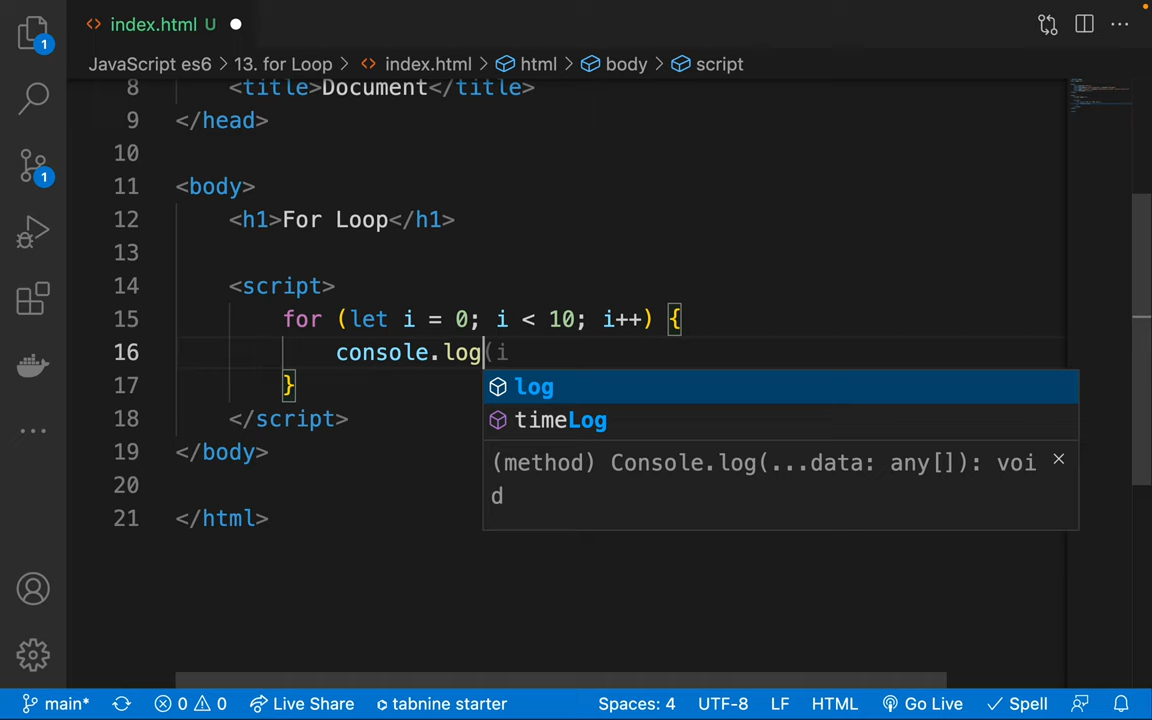 index.html U
JavaScript es6 > 13. for Loop > index.html > html > body > script
1
8 <title>Document</title>
9 </head>
10
11 <body>
12 <h1>For Loop</h1>
13
1
14 <script>
15 for (let i = 0; i < 10; i++) {
16 console.log(i
17 }
log
18 </script>
timeLog
19 </body>
(method) Console.log(...data: any[]): voi
d
20
21 </html>
main* 0 0 Live Share tabnine starter Spaces: 4 UTF-8 LF HTML Go Live Spell